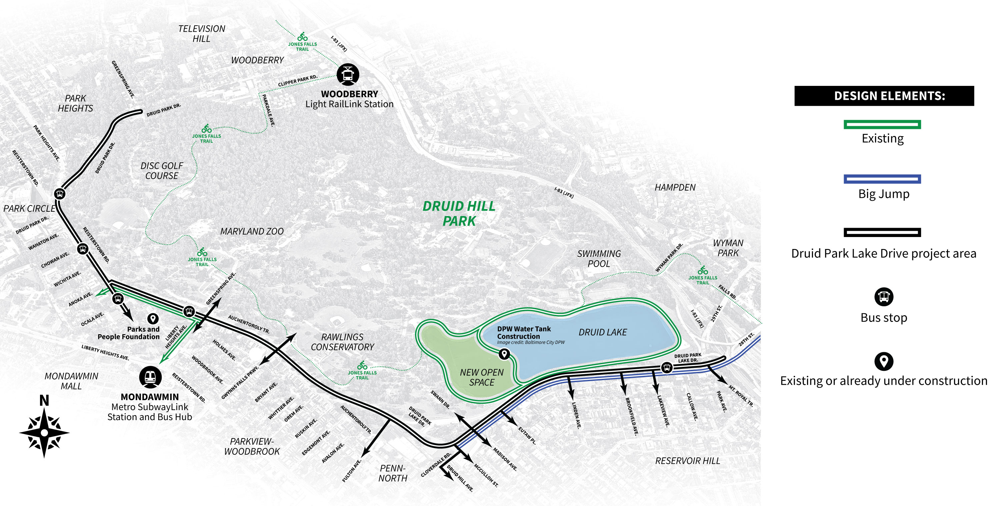 TELEVISION
HILL
JONES FALLS
TRAIL
I-83 (JFX)
WOODBERRY
GREENSPRING AVE.
CLIPPER PARK RD.
WOODBERRY
Light RailLink Station
PARK
HEIGHTS
DRUID PARK DR.
PARKDALE AVE.
JONES FALLS
TRAIL
PARK HEIGHTS AVE.
REISTERSTOWN RD.
DRUID PARK DR.
DISC GOLF
COURSE
PARK CIRCLE
DRUID PARK DR.
WAHATON AVE.
CHOWAN AVE.
WICHITA AVE.
ANOKA AVE.
OCALA AVE.
REISTERSTOWN RD.
MARYLAND ZOO
JONES FALLS
TRAIL
GREENSPRING AVE.
DRUID HILL
PARK
I-83 (JFX)
HAMPDEN
WYMAN
PARK
SWIMMING
POOL
WYMAN PARK DR.
JONES FALLS
TRAIL
FALLS RD.
I-83 (JFX)
29TH ST.
28TH ST.
Parks and
People Foundation
LIBERTY
HEIGHTS AVE.
LIBERTY HEIGHTS AVE.
AUCHENTOROLY TR.
RAWLINGS
CONSERVATORY
DPW Water Tank
Construction
Image credit: Baltimore City DPW
DRUID LAKE
DRUID PARK
LAKE DR.
NEW OPEN
SPACE
JONES FALLS
TRAIL
HOLMES AVE.
WOODBROOK AVE.
REISTERSTOWN RD.
GWYNNS FALLS PKWY.
BRYANT AVE.
WHITTIER AVE.
OREM AVE.
RUSKIN AVE.
EDGEMONT AVE.
AVALON AVE.
AUCHENTOROLY TR.
FULTON AVE.
MONDAWMIN
MALL
MONDAWMIN
Metro SubwayLink
Station and Bus Hub
N
PARKVIEW-
WOODBROOK
PENN-
NORTH
DRUID PARK
LAKE DR.
SWANN DR.
CLOVERDALE RD.
DRUID HILL AVE.
MCCULLOH ST.
MADISON AVE.
EUTAW PL.
LINDEN AVE.
BROOKFIELD AVE.
LAKEVIEW AVE.
CALLOW AVE.
PARK AVE.
MT. ROYAL TR.
RESERVOIR HILL
DESIGN ELEMENTS:
Existing
Big Jump
Druid Park Lake Drive project area
Bus stop
Existing or already under construction